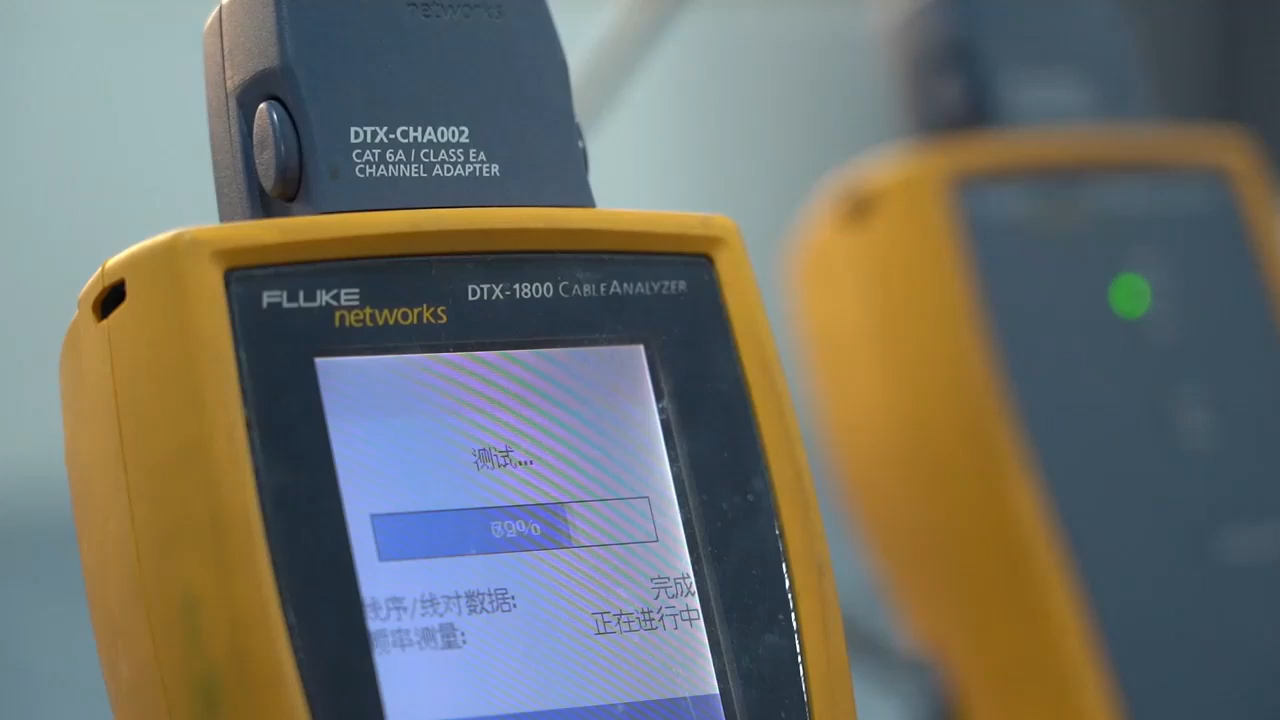 networks
DTX-CHA002
CAT 6A / CLASS EA
CHANNEL ADAPTER
FLUKE
networks
DTX-1800 CABLEANALYZER
测试...
线序/线对数据: 完成
频率测量: 正在进行中